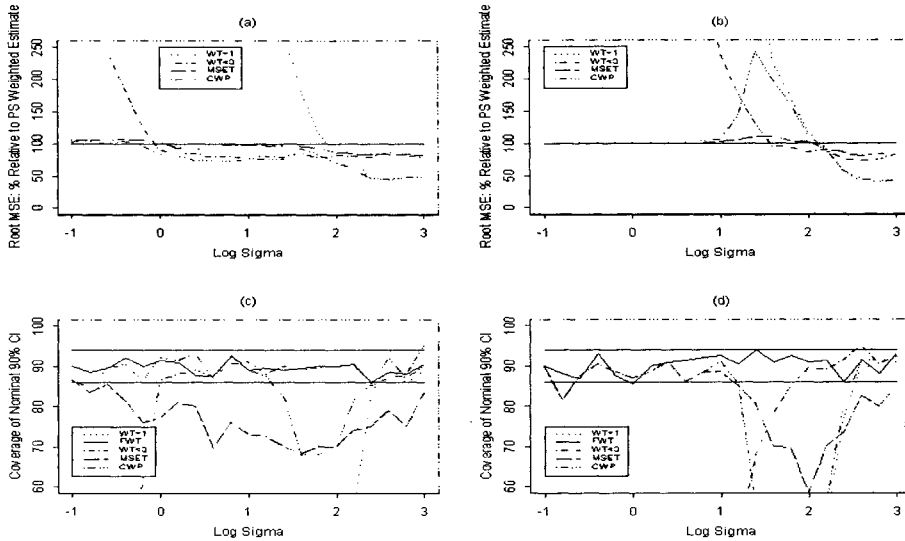 (a)
Root MSE: % Relative to PS Weighted Estimate
250
200
150
100
50
0
WT=1
WT<3
MSET
CWP
-1 0 1 2 3
Log Sigma
(b)
Root MSE: % Relative to PS Weighted Estimate
250
200
150
100
50
0
WT=1
WT<3
MSET
CWP
-1 0 1 2 3
Log Sigma
(c)
Coverage of Nominal 90% CI
100
90
80
70
60
WT=1
FWT
WT<3
MSET
CWP
-1 0 1 2 3
Log Sigma
(d)
Coverage of Nominal 90% CI
100
90
80
70
60
WT=1
FWT
WT<3
MSET
CWP
-1 0 1 2 3
Log Sigma